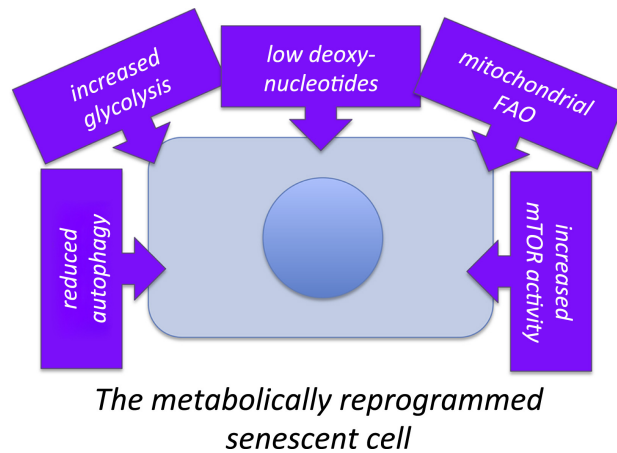 increased
glycolysis
low deoxy-
nucleotides
mitochondrial
FAO
reduced
autophagy
increased
mTOR activity
The metabolically reprogrammed
senescent cell